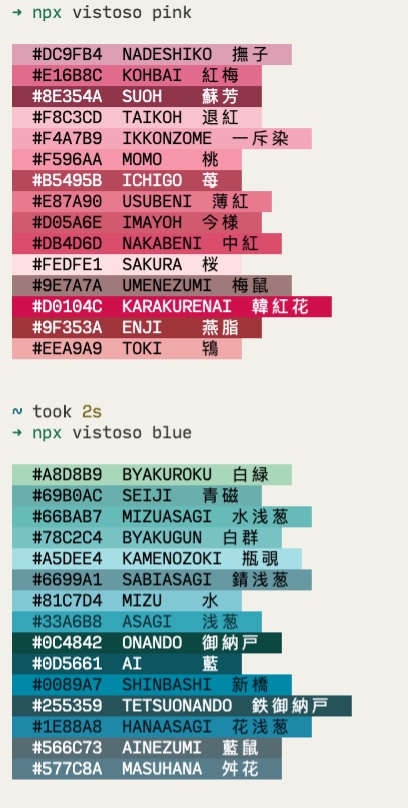 → npx vistoso pink
#DC9FB4 NADESHIKO 撫子
#E16B8C KOHBAI 紅梅
#8E354A SUOH 蘇芳
#F8C3CD TAIKOH 退紅
#F4A7B9 IKKONZOME 一斥染
#F596AA MOMO 桃
#B5495B ICHIGO 苺
#E87A90 USUBENI 薄紅
#D05A6E IMAYOH 今様
#DB4D6D NAKABENI 中紅
#FEDFE1 SAKURA 桜
#9E7A7A UMENEZUMI 梅鼠
#D0104C KARAKURENAI 韓紅花
#9F353A ENJI 燕脂
#EEA9A9 TOKI 鴇
~ took 2s
→ npx vistoso blue
#A8D8B9 BYAKUROKU 白緑
#69B0AC SEIJI 青磁
#66BAB7 MIZUASAGI 水浅葱
#78C2C4 BYAKUGUN 白群
#A5DEE4 KAMENOZOKI 瓶覗
#6699A1 SABIASAGI 錆浅葱
#81C7D4 MIZU 水
#33A6B8 ASAGI 浅葱
#0C4842 ONANDO 御納戸
#0D5661 AI 藍
#0089A7 SHINBASHI 新橋
#255359 TETSUONANDO 鉄御納戸
#1E88A8 HANAASAGI 花浅葱
#566C73 AINEZUMI 藍鼠
#577C8A MASUHANA 舛花